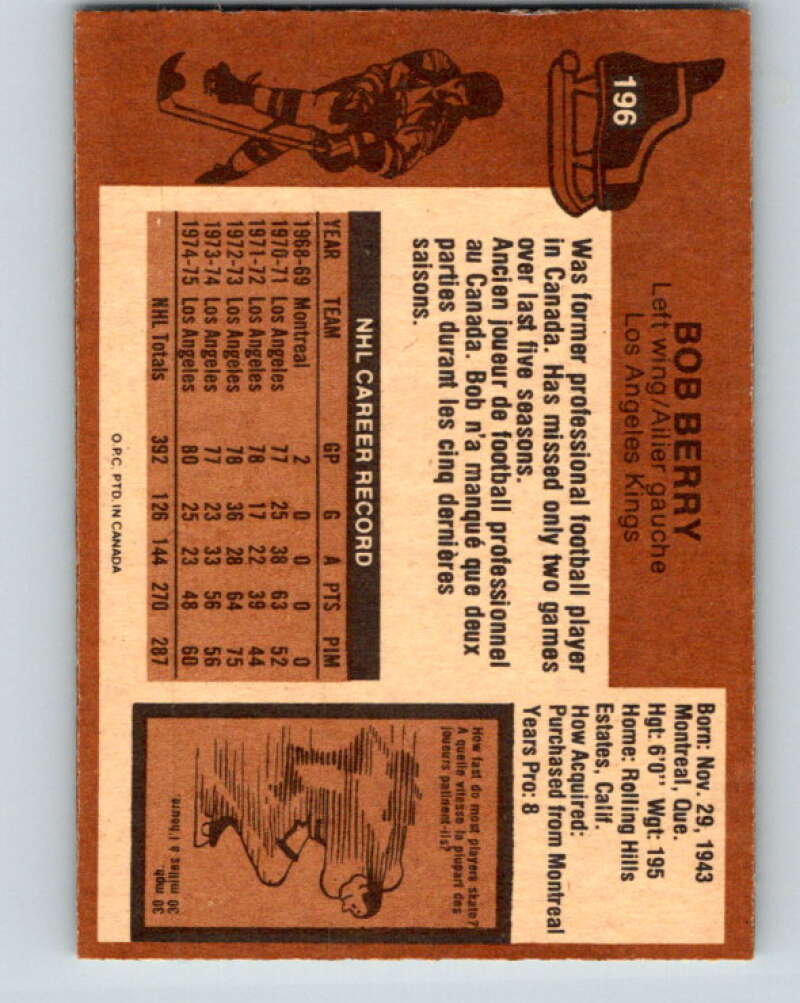 196
BOB BERRY
Left wing/Ailier gauche
Los Angeles Kings
Born: Nov. 29, 1943
Montreal, Que.
Hgt: 6'0" Wgt: 195
Home: Rolling Hills
Estates, Calif.
How Acquired:
Purchased from Montreal
Years Pro: 8
Was former professional football player
in Canada. Has missed only two games
over last five seasons.
Ancien joueur de football professionnel
au Canada. Bob n'a manqué que deux
parties durant les cinq dernières
saisons.
NHL CAREER RECORD
YEAR TEAM GP G A PTS PIM
1968-69 Montreal 2 0 0 0 0
1970-71 Los Angeles 77 25 38 63 52
1971-72 Los Angeles 78 17 22 39 44
1972-73 Los Angeles 78 36 28 64 75
1973-74 Los Angeles 77 23 33 56 56
1974-75 Los Angeles 80 25 23 48 60
NHL Totals 392 126 144 270 287
How fast do most players skate?
A quelle vitesse la plupart des
joueurs patinent-ils?
30 mph.
30 milles à l'heure.
O.P.C. PTD. IN CANADA